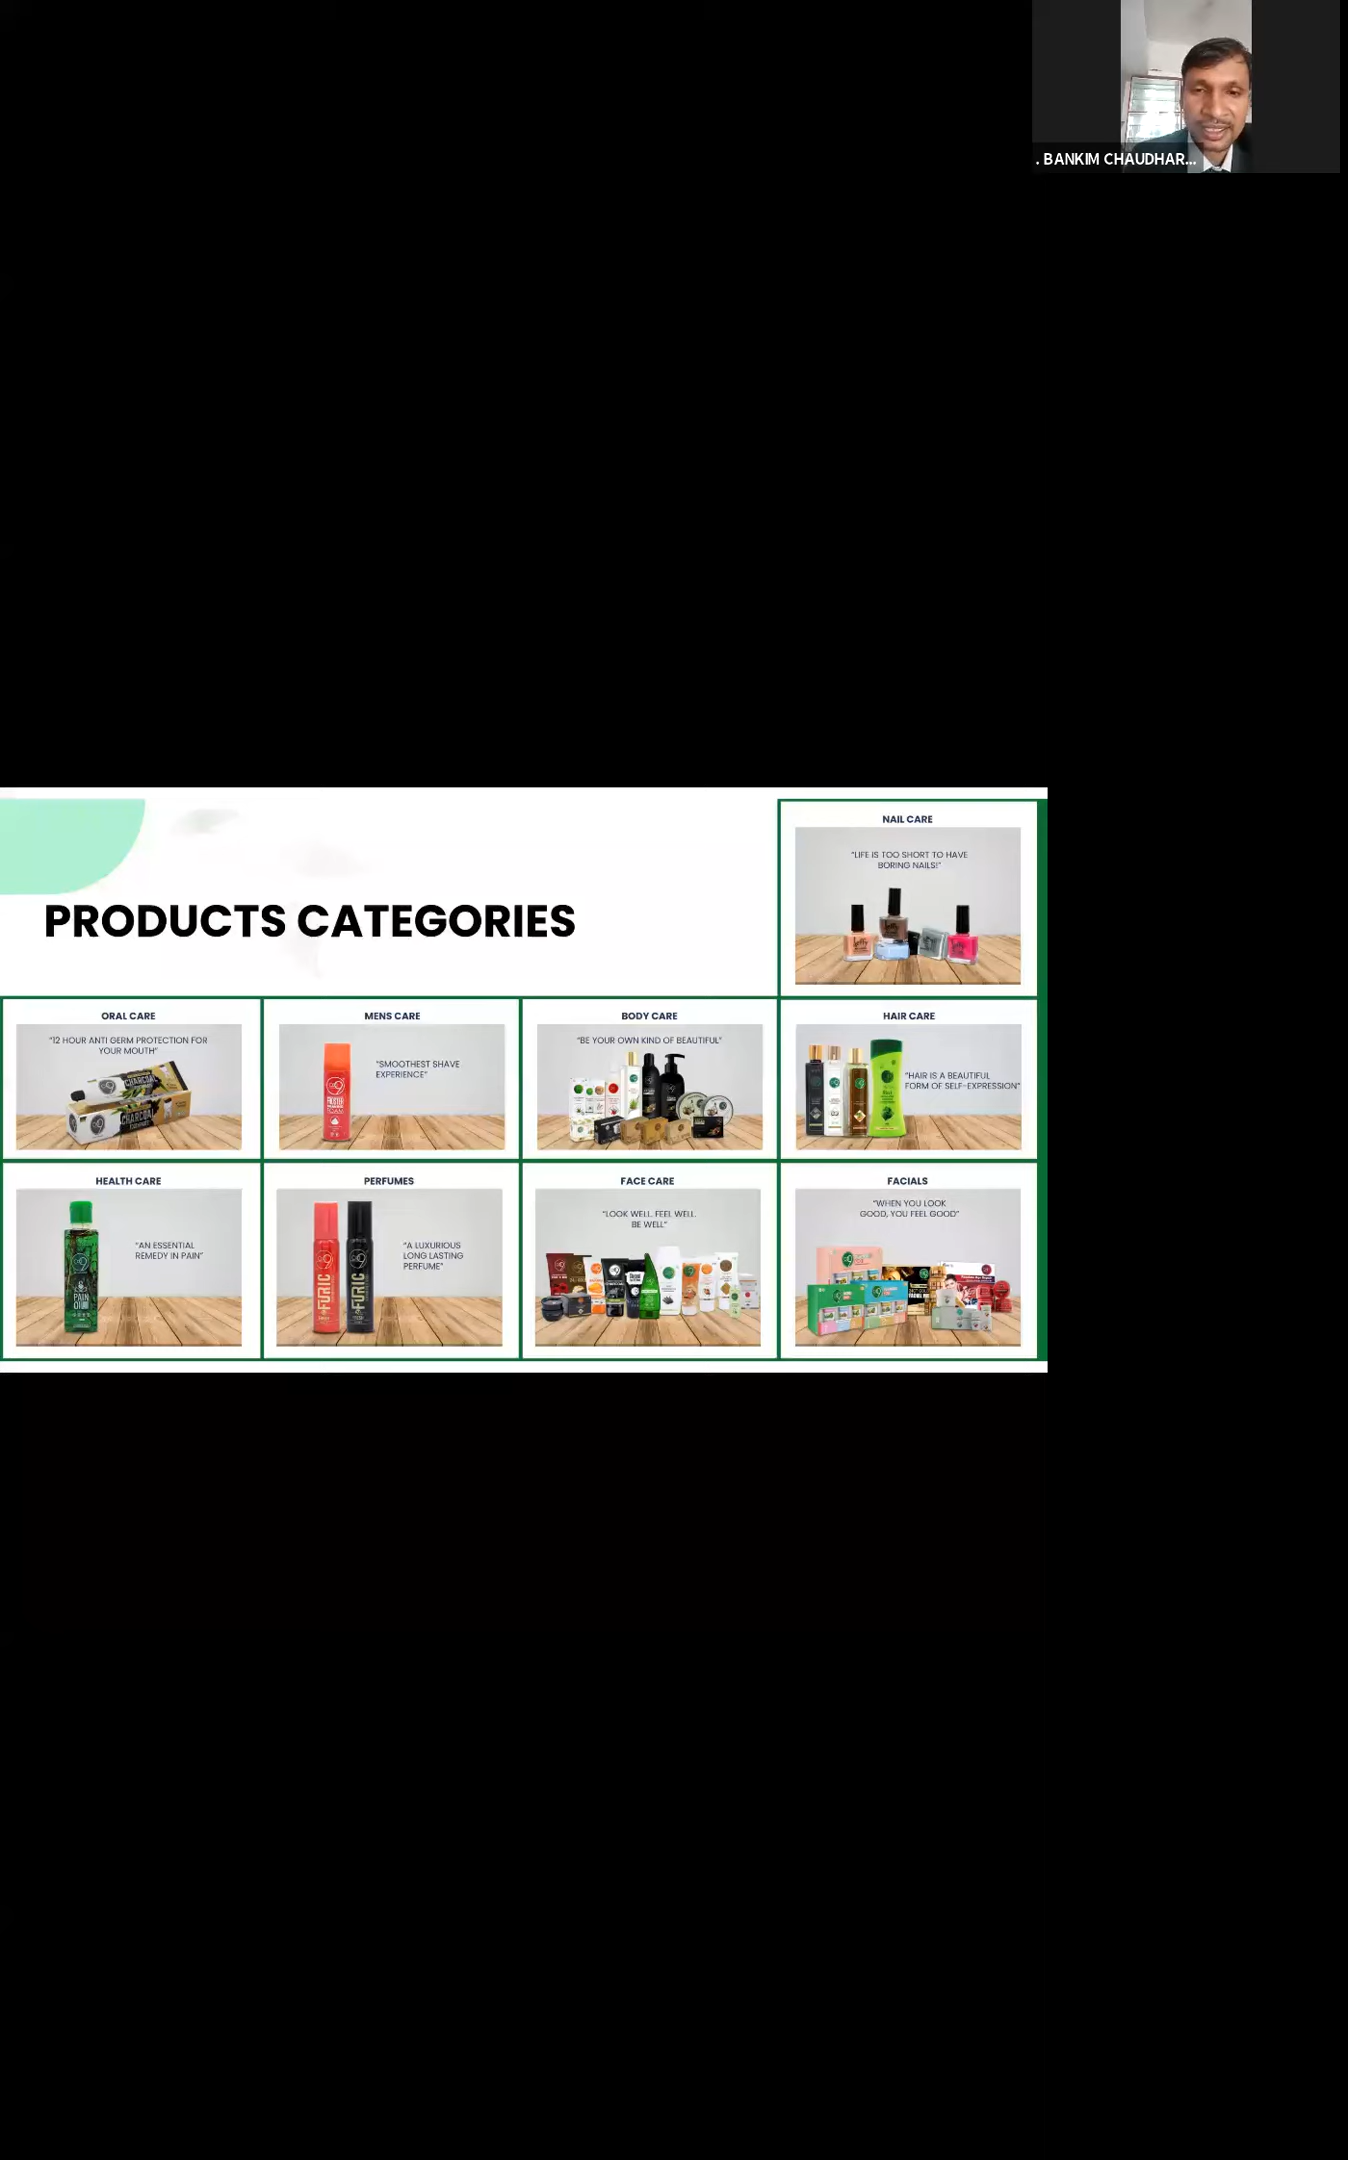 . BANKIM CHAUDHAR...
NAIL CARE
"LIFE IS TOO SHORT TO HAVE
BORING NAILS!"
PRODUCTS CATEGORIES
ORAL CARE
"12 HOUR ANTI GERM PROTECTION FOR
YOUR MOUTH"
CHARCOAL
CHARCOAL
MENS CARE
"SMOOTHEST SHAVE
EXPERIENCE"
BODY CARE
"BE YOUR OWN KIND OF BEAUTIFUL"
HAIR CARE
"HAIR IS A BEAUTIFUL
FORM OF SELF-EXPRESSION"
HEALTH CARE
"AN ESSENTIAL
REMEDY IN PAIN"
PAIN
OIL
PERFUMES
"A LUXURIOUS
LONG LASTING
PERFUME"
FURIC
FURIC
FACE CARE
"LOOK WELL. FEEL WELL.
BE WELL"
FACIALS
"WHEN YOU LOOK
GOOD, YOU FEEL GOOD"